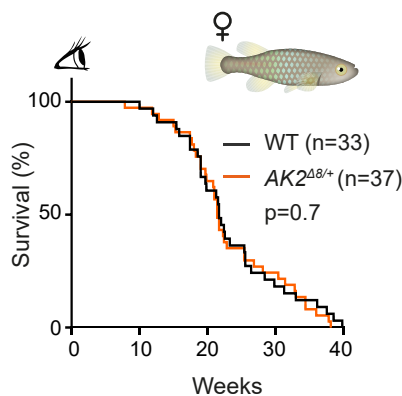 ♀
100
50
0
Survival (%)
WT (n=33)
AK2Δ8/+ (n=37)
p=0.7
0 10 20 30 40
Weeks